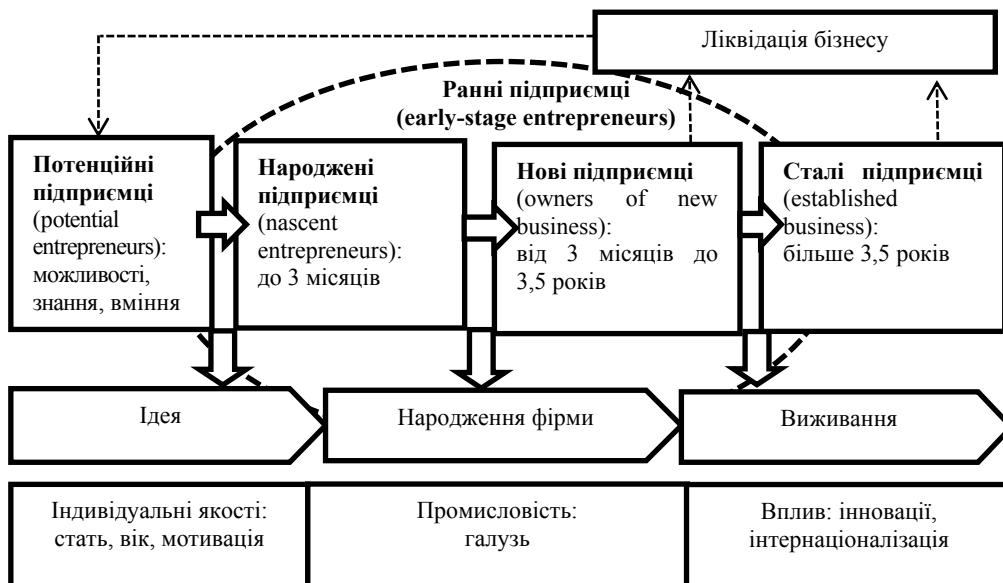 Ліквідація бізнесу
Ранні підприємці
(early-stage entrepreneurs)
Потенційні
підприємці
(potential
entrepreneurs):
можливості,
знання, вміння
Народжені
підприємці
(nascent
entrepreneurs):
до 3 місяців
Нові підприємці
(owners of new
business):
від 3 місяців до
3,5 років
Сталі підприємці
(established
business):
більше 3,5 років
Ідея
Народження фірми
Виживання
Індивідуальні якості:
стать, вік, мотивація
Промисловість:
галузь
Вплив: інновації,
інтернаціоналізація